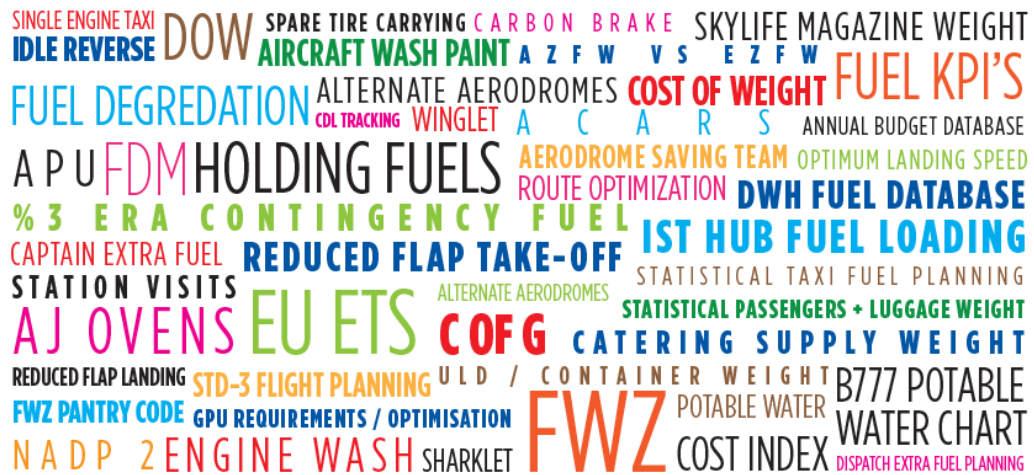 SINGLE ENGINE TAXI
IDLE REVERSE
DOW
SPARE TIRE CARRYING
CARBON BRAKE
SKYLIFE MAGAZINE WEIGHT
AIRCRAFT WASH PAINT
AZFW VS EZFW
FUEL KPI'S
FUEL DEGREDATION
ALTERNATE AERODROMES
COST OF WEIGHT
CDL TRACKING
WINGLET
ACARS
ANNUAL BUDGET DATABASE
APU
FDM
HOLDING FUELS
AERODROME SAVING TEAM
OPTIMUM LANDING SPEED
ROUTE OPTIMIZATION
DWH FUEL DATABASE
%3 ERA CONTINGENCY FUEL
IST HUB FUEL LOADING
CAPTAIN EXTRA FUEL
REDUCED FLAP TAKE-OFF
STATISTICAL TAXI FUEL PLANNING
STATION VISITS
ALTERNATE AERODROMES
STATISTICAL PASSENGERS + LUGGAGE WEIGHT
AJ OVENS
EU ETS
C OF G
CATERING SUPPLY WEIGHT
REDUCED FLAP LANDING
STD-3 FLIGHT PLANNING
ULD / CONTAINER WEIGHT
B777 POTABLE
WATER CHART
FWZ PANTRY CODE
GPU REQUIREMENTS / OPTIMISATION
FWZ
POTABLE WATER
NADP 2
ENGINE WASH
SHARKLET
COST INDEX
DISPATCH EXTRA FUEL PLANNING